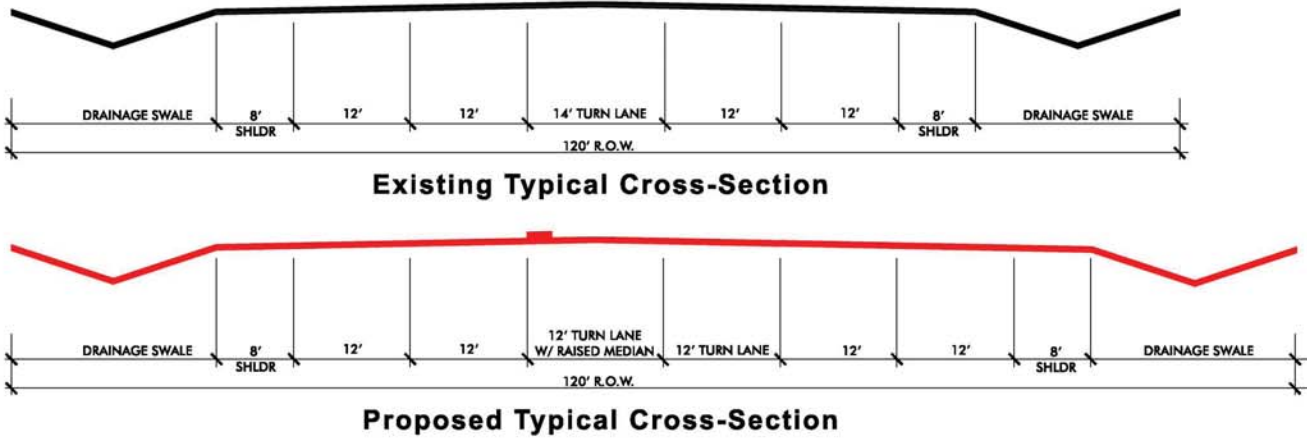 DRAINAGE SWALE 8' 12' 12' 14' TURN LANE 12' 12' 8' DRAINAGE SWALE
SHLDR SHLDR
120' R.O.W.
Existing Typical Cross-Section
12' TURN LANE
DRAINAGE SWALE 8' 12' 12' W/ RAISED MEDIAN 12' TURN LANE 12' 12' 8' DRAINAGE SWALE
SHLDR SHLDR
120' R.O.W.
Proposed Typical Cross-Section